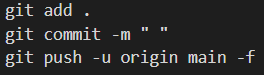 git add .
git commit -m " "
git push -u origin main -f